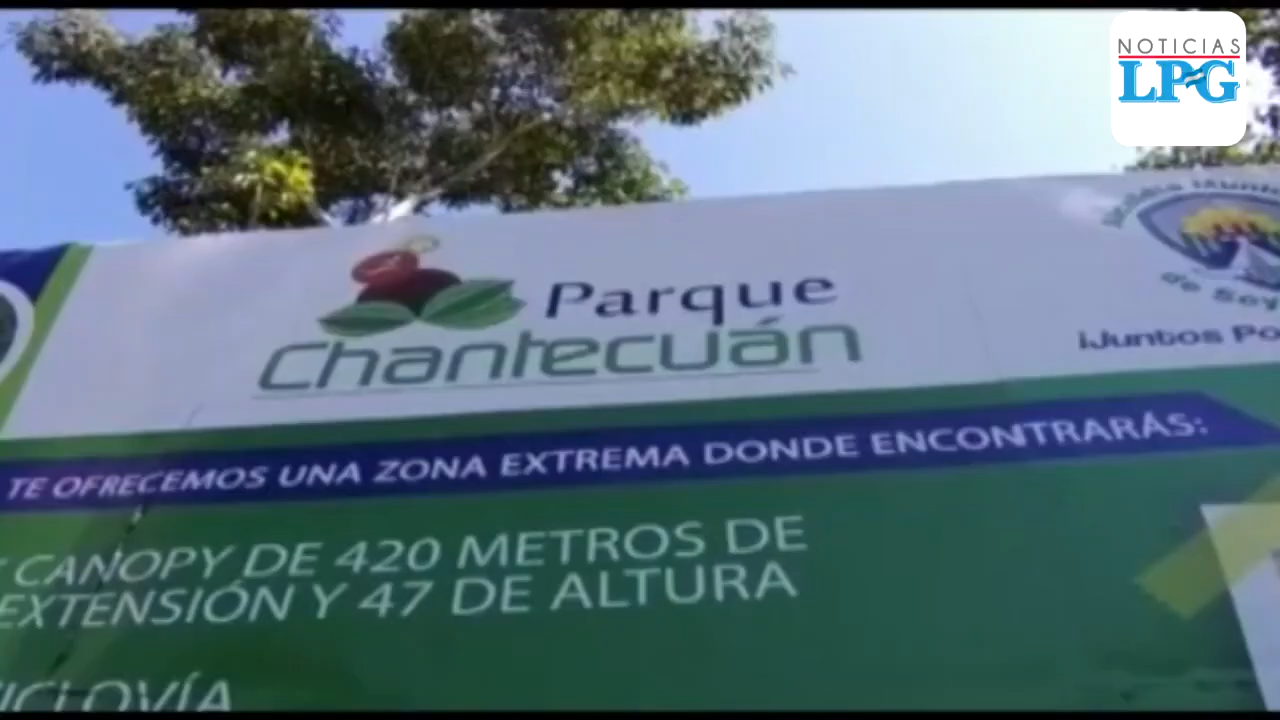 NOTICIAS
LPG
Parque
Chantecuán
¡Juntos Po
TE OFRECEMOS UNA ZONA EXTREMA DONDE ENCONTRARÁS:
CANOPY DE 420 METROS DE
EXTENSIÓN Y 47 DE ALTURA
ICLOVÍA